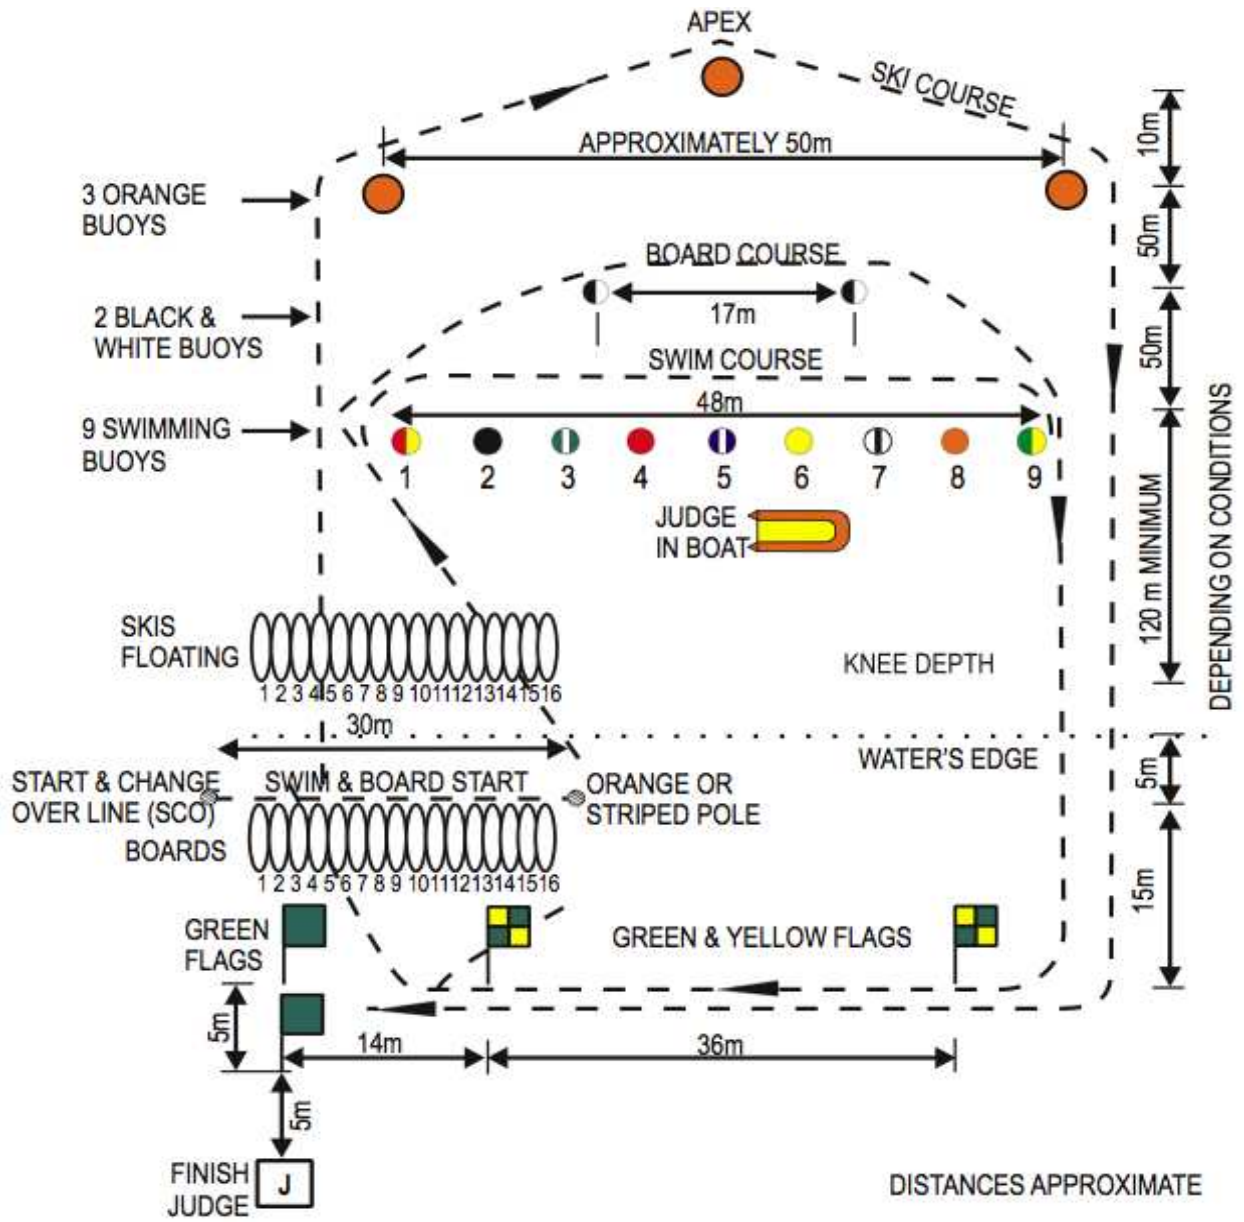 APEX
SKI COURSE
APPROXIMATELY 50m
10m
3 ORANGE
BUOYS
50m
BOARD COURSE
17m
2 BLACK &
WHITE BUOYS
50m
SWIM COURSE
48m
9 SWIMMING
BUOYS
1 2 3 4 5 6 7 8 9
JUDGE
IN BOAT
120 m MINIMUM
DEPENDING ON CONDITIONS
SKIS
FLOATING
KNEE DEPTH
1 2 3 4 5 6 7 8 9 10 11 12 13 14 15 16
30m
WATER'S EDGE
5m
START & CHANGE
OVER LINE (SCO)
SWIM & BOARD START
ORANGE OR
STRIPED POLE
BOARDS
1 2 3 4 5 6 7 8 9 10 11 12 13 14 15 16
15m
GREEN
FLAGS
GREEN & YELLOW FLAGS
5m
14m
36m
5m
FINISH
JUDGE
J
DISTANCES APPROXIMATE